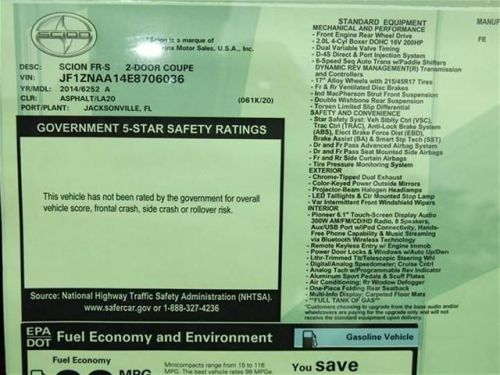 SCION
Scion is a marque of
Motor Sales, U.S.A., Inc.
DESC: SCION FR-S 2-DOOR COUPE
VIN: JF1ZNAA14E8706036
YR/MDL: 2014/6252 A
CLR: ASPHALT/LA20 (061K/20)
PORT/PLANT: JACKSONVILLE, FL
GOVERNMENT 5-STAR SAFETY RATINGS
This vehicle has not been rated by the government for overall
vehicle score, frontal crash, side crash or rollover risk.
Source: National Highway Traffic Safety Administration (NHTSA).
www.safercar.gov or 1-888-327-4236
EPA
DOT
Fuel Economy and Environment
Gasoline Vehicle
Fuel Economy
MPG
Minicompacts range from 15 to 116
MPG. The best vehicle rates 99 MPGe.
You save
STANDARD EQUIPMENT
MECHANICAL AND PERFORMANCE
- Front Engine Rear Wheel Drive
- 2.0L 4-Cyl Boxer DOHC 16V 200HP
- Dual Variable Valve Timing
- D-4S Direct & Port Injection System
- 6-Speed Seq Auto Trans w/Paddle Shifters
DYNAMIC REV MANAGEMENT(R) Transmission
and Controls
- 17" Alloy Wheels with 215/45R17 Tires
- Fr & Rr Ventilated Disc Brakes
- Ind MacPherson Strut Front Suspension
- Double Wishbone Rear Suspension
- Torsen Limited Slip Differential
SAFETY AND CONVENIENCE
- Star Safety Syst: Veh Stblty Ctrl (VSC),
Trac Ctrl (TRAC), Anti-Lock Brake System
(ABS), Elect Brake Force Dist (EBD),
Brake Assist (BA) & Smart Stp Tech (SST)
- Dr and Fr Pass Advanced Airbag System
- Dr and Fr Pass Seat Mounted Side Airbags
- Fr and Rr Side Curtain Airbags
- Tire Pressure Monitoring System
EXTERIOR
- Chrome-Tipped Dual Exhaust
- Color-Keyed Power Outside Mirrors
- Projector-Beam Halogen Headlamps
- LED Taillights & Ctr Mounted Stop Lamp
- Var Intermittent Front Windshield Wipers
INTERIOR
- Pioneer 6.1" Touch-Screen Display Audio
300W AM/FM/CD/HD Radio, 8 Speakers,
Aux/USB Port w/iPod Connectivity, Hands-
Free Phone Capability & Music Streaming
via Bluetooth Wireless Technology
- Remote Keyless Entry w/ Engine Immob
- Power Door Locks & Windows w/Auto Up/Dwn
- Lthr-Trimmed Tlt/Telescopic Steering Whl
- Digital/Analog Speedometer; Cruise Cntrl
- Analog Tach w/Programmable Rev Indicator
- Aluminum Sport Pedals & Scuff Plates
- Air Conditioning; Rr Window Defogger
- One-Piece Folding Rear Seatback
- Multi-Info Display; Carpeted Floor Mats
- **FULL TANK OF GAS**
*Customers choosing to upgrade from the base audio and/or
wheelcovers are paying for the upgrade only and will not
receive the standard equipment upon delivery.
MANUF
FE